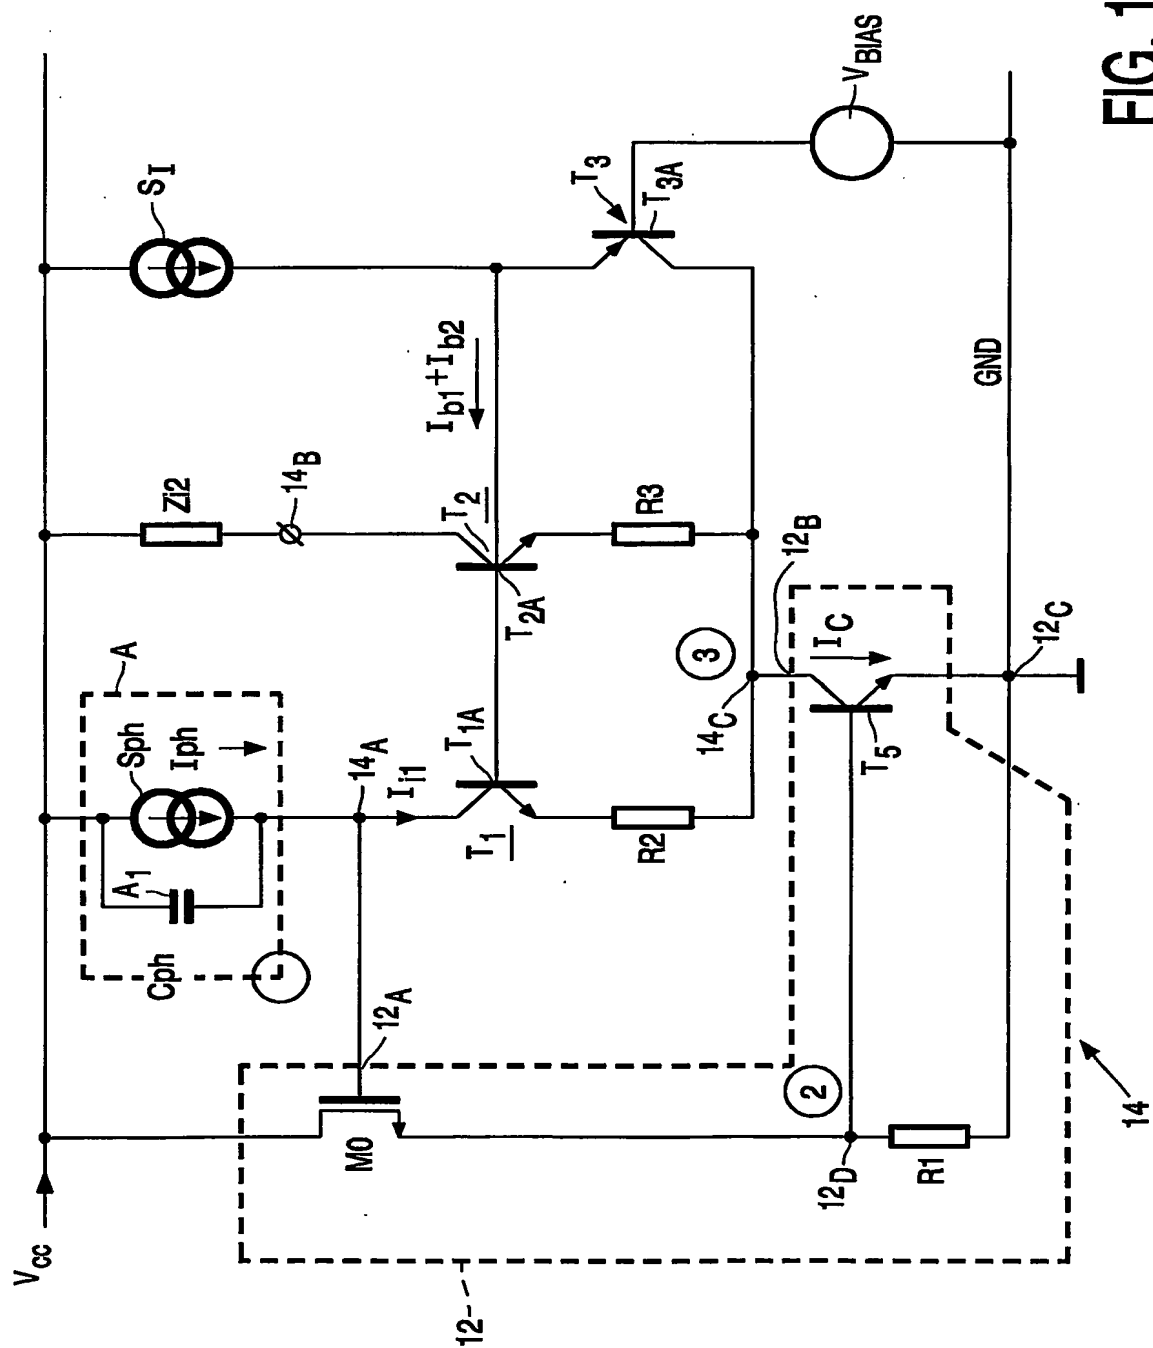 FIG. 1
V_CC
S_I
V_BIAS
T_3
T_3A
I_b1+I_b2
GND
Zi2
14_B
T_2
T_2A
R3
12_B
A
Sph
Iph
A_1
Cph
14_A
I_i1
T_1A
T_1
R2
3
14_C
I_C
T_5
12_C
12_A
M0
2
12_D
R1
12
14